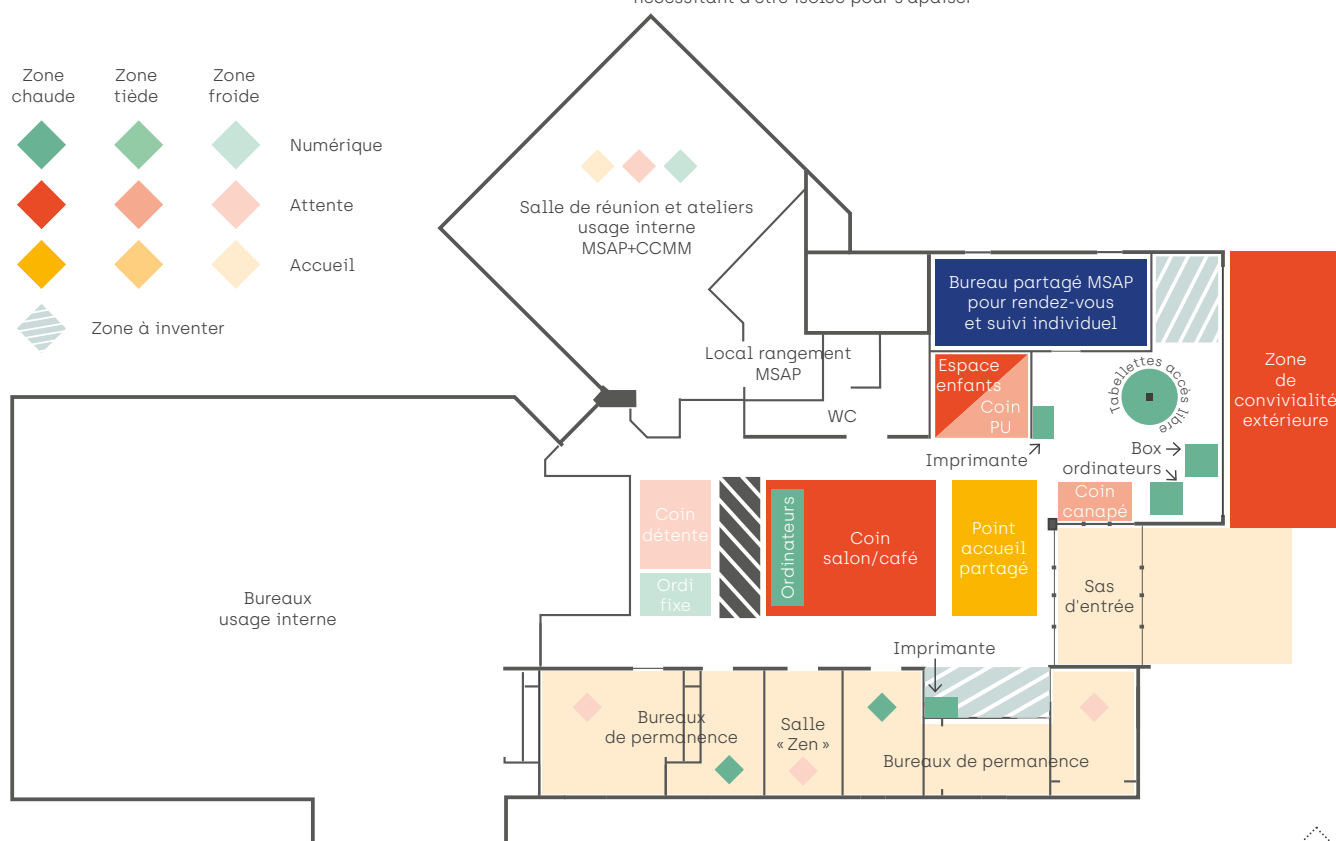 Zone
chaude
Zone
tiède
Zone
froide
Numérique
Attente
Accueil
Zone à inventer
Salle de réunion et ateliers
usage interne
MSAP+CCMM
Local rangement
MSAP
WC
Bureau partagé MSAP
pour rendez-vous
et suivi individuel
Espace
enfants
Coin
PU
Imprimante
Tabellettes accès libre
Box
ordinateurs
Zone
de
convivialité
extérieure
Coin
canapé
Coin
détente
Ordi
fixe
Ordinateurs
Coin
salon/café
Point
accueil
partagé
Sas
d'entrée
Bureaux
usage interne
Imprimante
Bureaux
de permanence
Salle
« Zen »
Bureaux de permanence